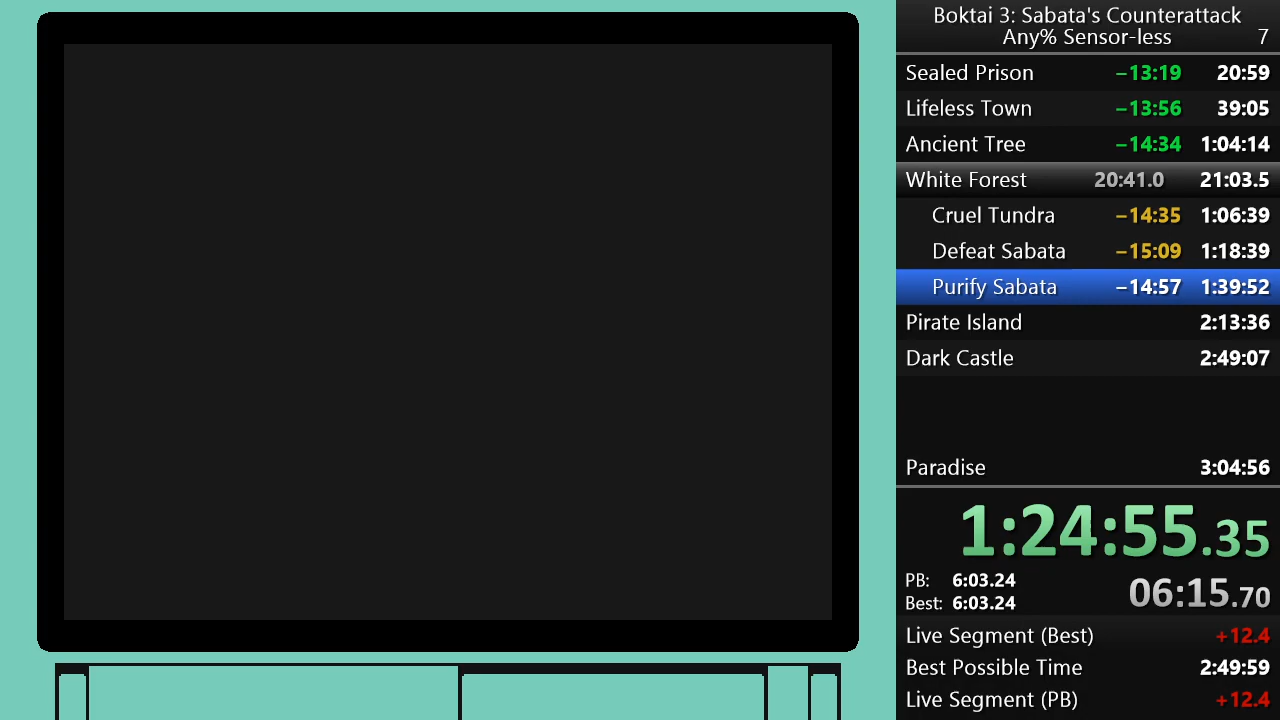 Boktai 3: Sabata's Counterattack
Any% Sensor-less 7
Sealed Prison −13:19 20:59
Lifeless Town −13:56 39:05
Ancient Tree −14:34 1:04:14
White Forest 20:41.0 21:03.5
Cruel Tundra −14:35 1:06:39
Defeat Sabata −15:09 1:18:39
Purify Sabata −14:57 1:39:52
Pirate Island 2:13:36
Dark Castle 2:49:07
Paradise 3:04:56
1:24:55.35
PB: 6:03.24
Best: 6:03.24
06:15.70
Live Segment (Best) +12.4
Best Possible Time 2:49:59
Live Segment (PB) +12.4